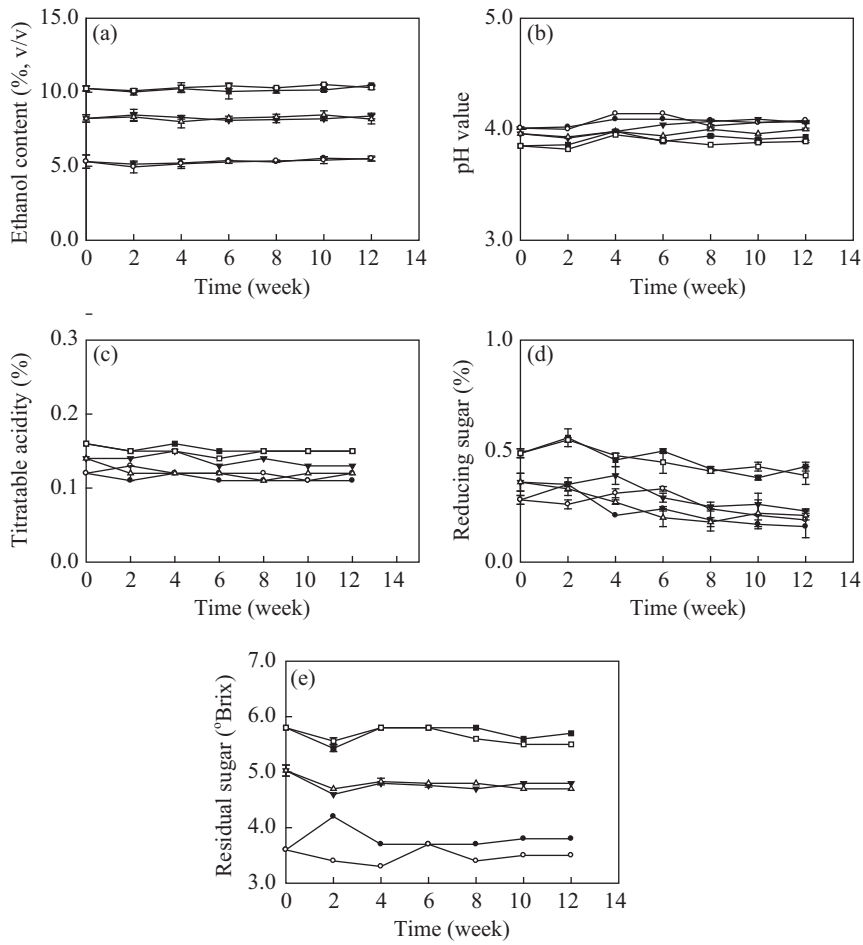 (a)
Ethanol content (%, v/v)
15.0
10.0
5.0
0.0
0 2 4 6 8 10 12 14
Time (week)
(b)
pH value
5.0
4.0
3.0
0 2 4 6 8 10 12 14
Time (week)
(c)
Titratable acidity (%)
0.3
0.2
0.1
0.0
0 2 4 6 8 10 12 14
Time (week)
(d)
Reducing sugar (%)
1.0
0.5
0.0
0 2 4 6 8 10 12 14
Time (week)
(e)
Residual sugar (°Brix)
7.0
6.0
5.0
4.0
3.0
0 2 4 6 8 10 12 14
Time (week)